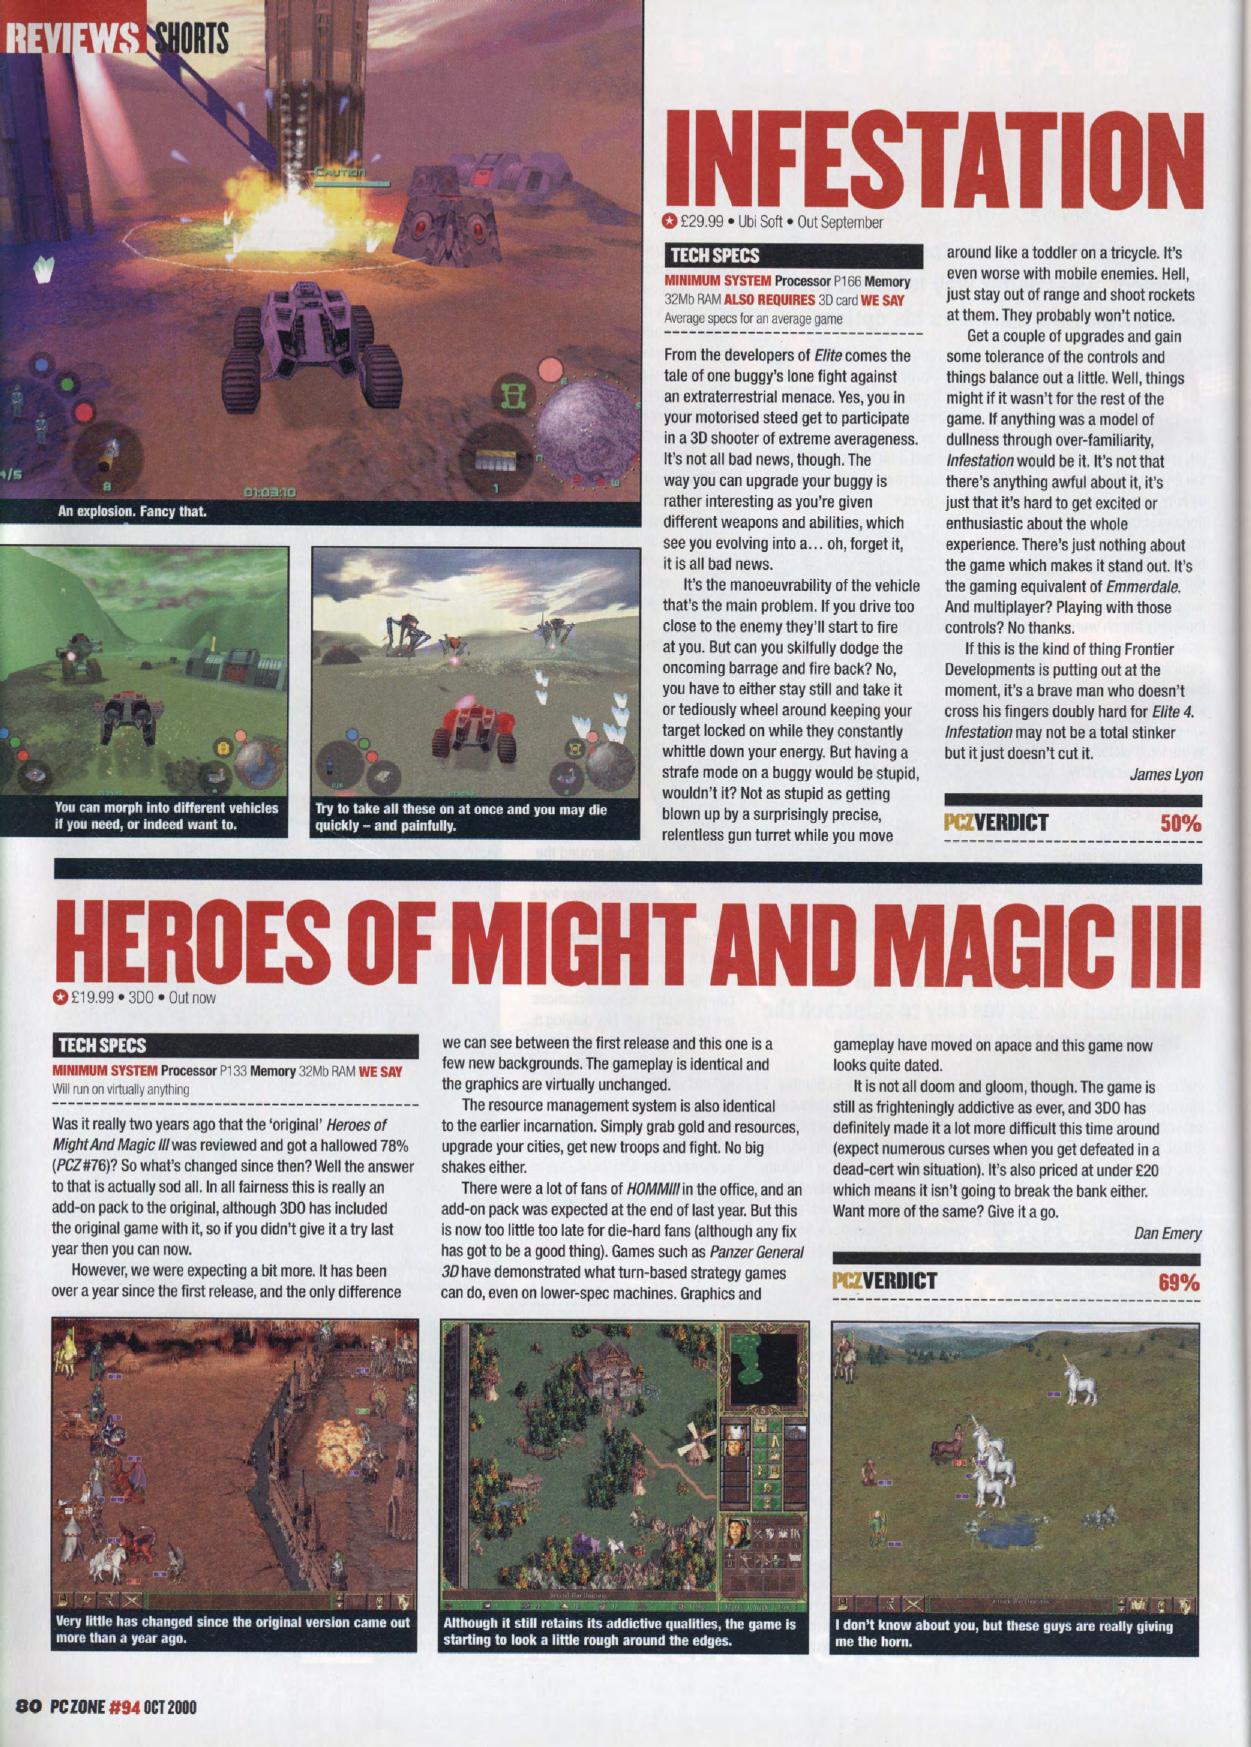 REVIEWS SHORTS
CAUTION
4/5
8
01:03:10
1
An explosion. Fancy that.
You can morph into different vehicles
if you need, or indeed want to.
Try to take all these on at once and you may die
quickly – and painfully.
INFESTATION
£29.99 • Ubi Soft • Out September
TECH SPECS
MINIMUM SYSTEM Processor P166 Memory
32Mb RAM ALSO REQUIRES 3D card WE SAY
Average specs for an average game
From the developers of Elite comes the
tale of one buggy's lone fight against
an extraterrestrial menace. Yes, you in
your motorised steed get to participate
in a 3D shooter of extreme averageness.
It's not all bad news, though. The
way you can upgrade your buggy is
rather interesting as you're given
different weapons and abilities, which
see you evolving into a... oh, forget it,
it is all bad news.
It's the manoeuvrability of the vehicle
that's the main problem. If you drive too
close to the enemy they'll start to fire
at you. But can you skilfully dodge the
oncoming barrage and fire back? No,
you have to either stay still and take it
or tediously wheel around keeping your
target locked on while they constantly
whittle down your energy. But having a
strafe mode on a buggy would be stupid,
wouldn't it? Not as stupid as getting
blown up by a surprisingly precise,
relentless gun turret while you move
around like a toddler on a tricycle. It's
even worse with mobile enemies. Hell,
just stay out of range and shoot rockets
at them. They probably won't notice.
Get a couple of upgrades and gain
some tolerance of the controls and
things balance out a little. Well, things
might if it wasn't for the rest of the
game. If anything was a model of
dullness through over-familiarity,
Infestation would be it. It's not that
there's anything awful about it, it's
just that it's hard to get excited or
enthusiastic about the whole
experience. There's just nothing about
the game which makes it stand out. It's
the gaming equivalent of Emmerdale.
And multiplayer? Playing with those
controls? No thanks.
If this is the kind of thing Frontier
Developments is putting out at the
moment, it's a brave man who doesn't
cross his fingers doubly hard for Elite 4.
Infestation may not be a total stinker
but it just doesn't cut it.
James Lyon
PCZVERDICT 50%
HEROES OF MIGHT AND MAGIC III
£19.99 • 3DO • Out now
TECH SPECS
MINIMUM SYSTEM Processor P133 Memory 32Mb RAM WE SAY
Will run on virtually anything
Was it really two years ago that the 'original' Heroes of
Might And Magic III was reviewed and got a hallowed 78%
(PCZ #76)? So what's changed since then? Well the answer
to that is actually sod all. In all fairness this is really an
add-on pack to the original, although 3DO has included
the original game with it, so if you didn't give it a try last
year then you can now.
However, we were expecting a bit more. It has been
over a year since the first release, and the only difference
we can see between the first release and this one is a
few new backgrounds. The gameplay is identical and
the graphics are virtually unchanged.
The resource management system is also identical
to the earlier incarnation. Simply grab gold and resources,
upgrade your cities, get new troops and fight. No big
shakes either.
There were a lot of fans of HOMMIII in the office, and an
add-on pack was expected at the end of last year. But this
is now too little too late for die-hard fans (although any fix
has got to be a good thing). Games such as Panzer General
3D have demonstrated what turn-based strategy games
can do, even on lower-spec machines. Graphics and
gameplay have moved on apace and this game now
looks quite dated.
It is not all doom and gloom, though. The game is
still as frighteningly addictive as ever, and 3DO has
definitely made it a lot more difficult this time around
(expect numerous curses when you get defeated in a
dead-cert win situation). It's also priced at under £20
which means it isn't going to break the bank either.
Want more of the same? Give it a go.
Dan Emery
PCZVERDICT 69%
Very little has changed since the original version came out
more than a year ago.
Although it still retains its addictive qualities, the game is
starting to look a little rough around the edges.
I don't know about you, but these guys are really giving
me the horn.
80 PC ZONE #94 OCT 2000